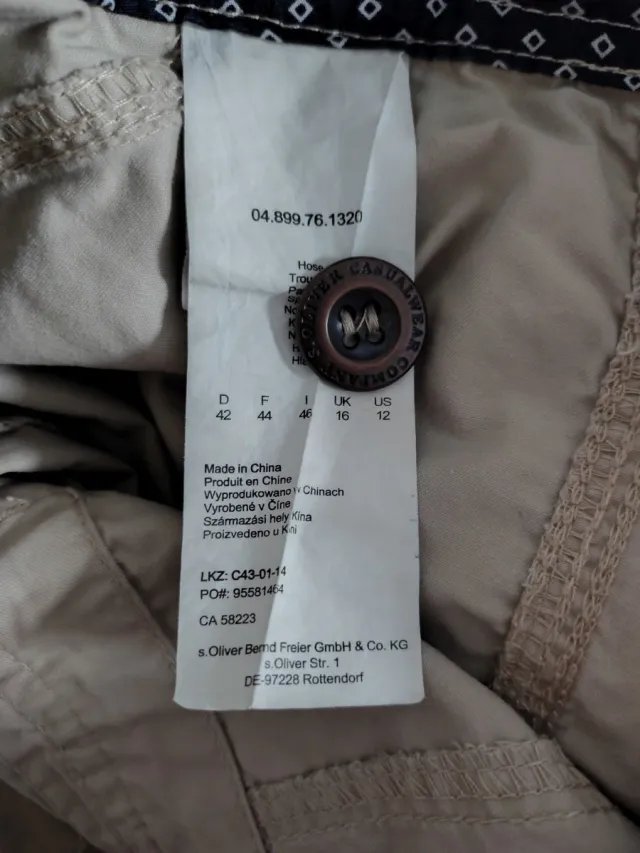 04.899.76.1320
Hose
S.OLIVER CASUALWEAR COMPANY
D F I UK US
42 44 46 16 12
Made in China
Produit en Chine
Wyprodukowano w Chinach
Vyrobené v Číne
Származási hely Kína
Proizvedeno u
LKZ: C43-01-14
PO#: 95581464
CA 58223
s.Oliver Bernd Freier GmbH & Co. KG
s.Oliver Str. 1
DE-97228 Rottendorf